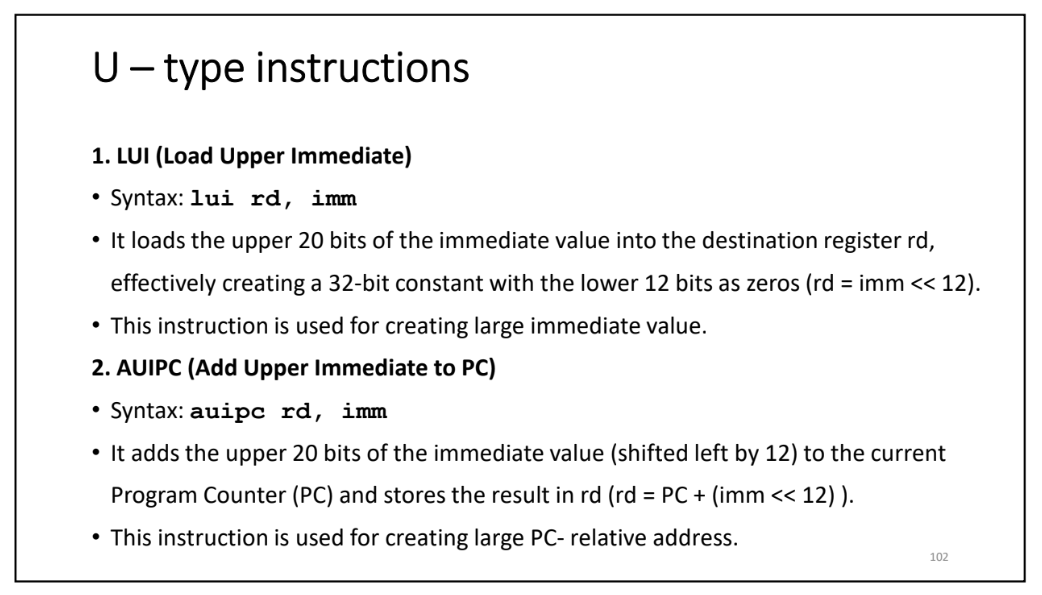 U – type instructions
1. LUI (Load Upper Immediate)
• Syntax: lui rd, imm
• It loads the upper 20 bits of the immediate value into the destination register rd,
effectively creating a 32-bit constant with the lower 12 bits as zeros (rd = imm << 12).
• This instruction is used for creating large immediate value.
2. AUIPC (Add Upper Immediate to PC)
• Syntax: auipc rd, imm
• It adds the upper 20 bits of the immediate value (shifted left by 12) to the current
Program Counter (PC) and stores the result in rd (rd = PC + (imm << 12) ).
• This instruction is used for creating large PC- relative address.
102